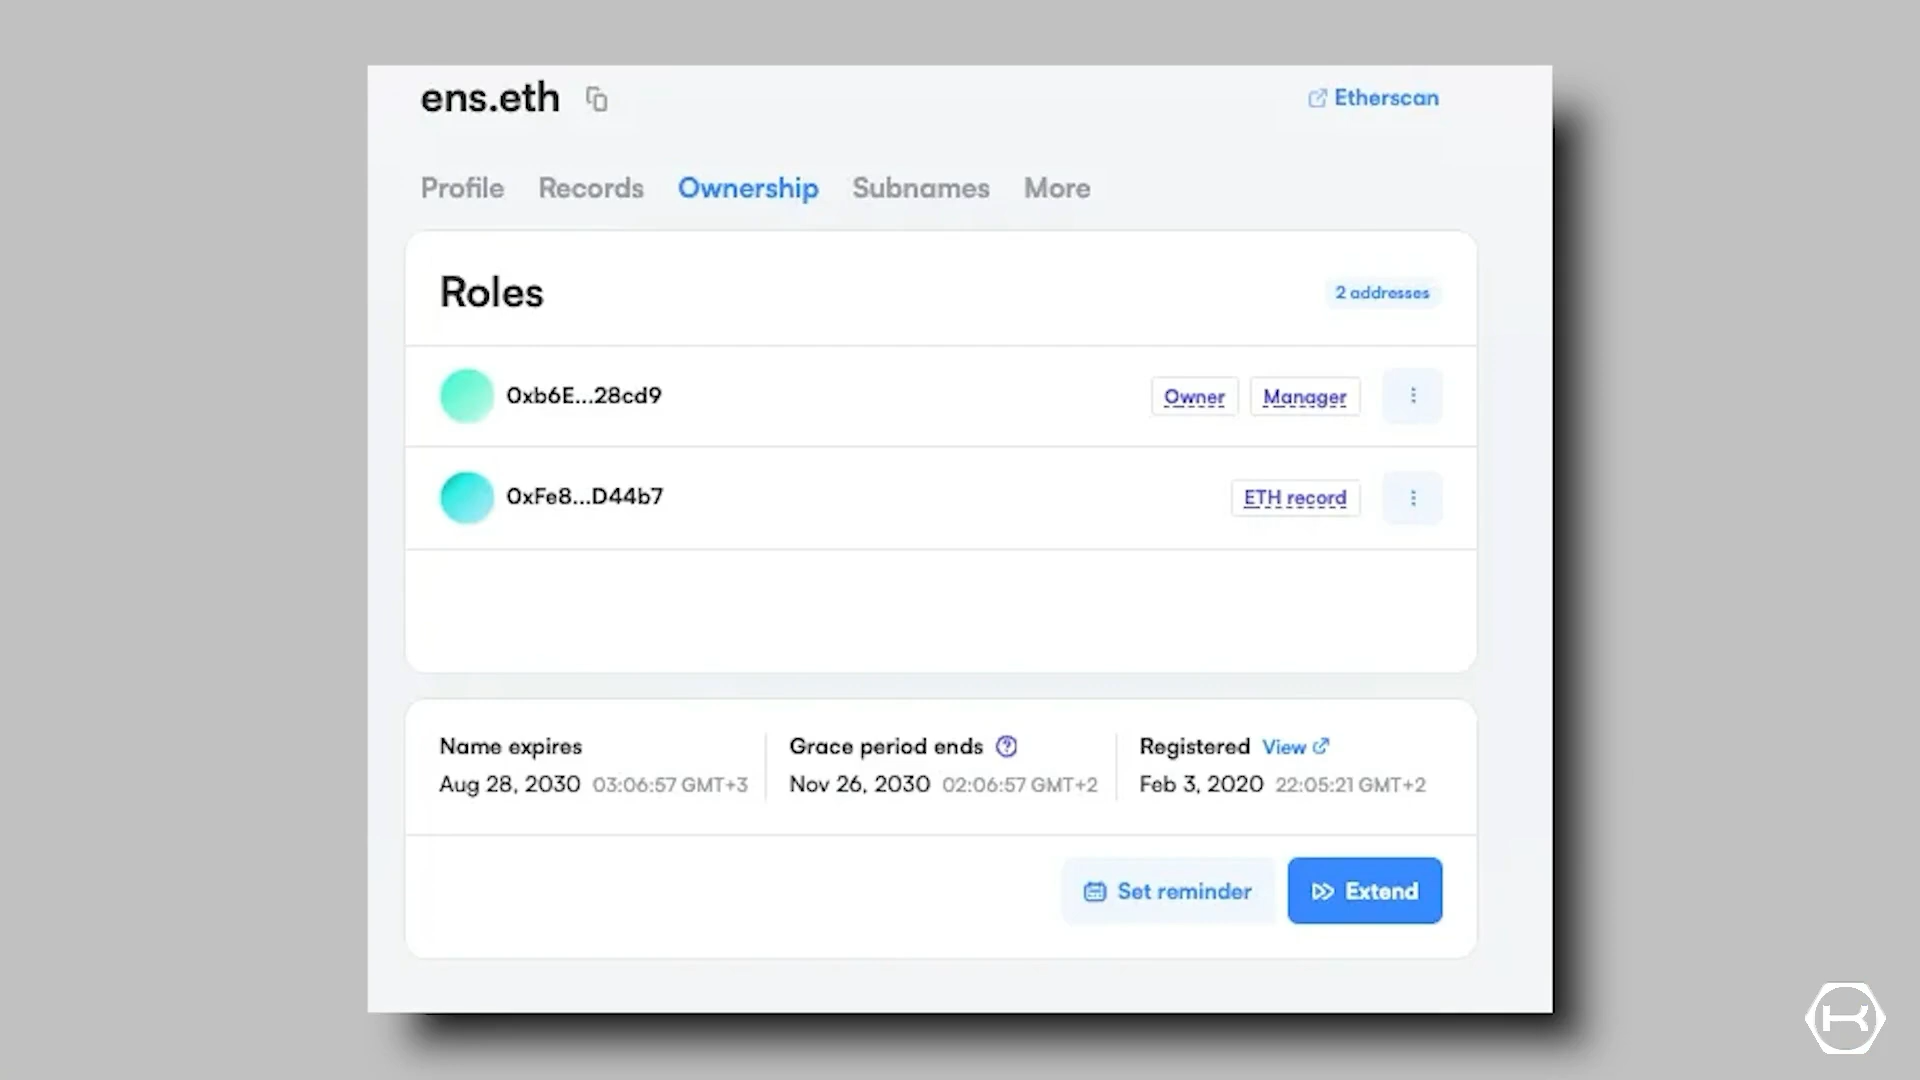 ens.eth
Etherscan
Profile Records Ownership Subnames More
Roles
2 addresses
0xb6E...28cd9
Owner Manager
0xFe8...D44b7
ETH record
Name expires
Aug 28, 2030 03:06:57 GMT+3
Grace period ends
Nov 26, 2030 02:06:57 GMT+2
Registered View
Feb 3, 2020 22:05:21 GMT+2
Set reminder
Extend